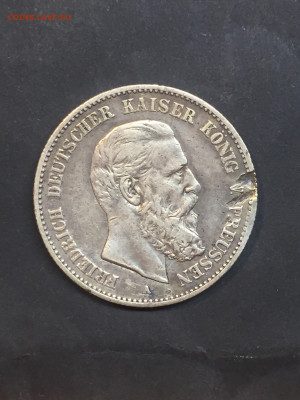 FRIEDRICH DEUTSCHER KAISER KÖNIG V. PREUSSEN
A